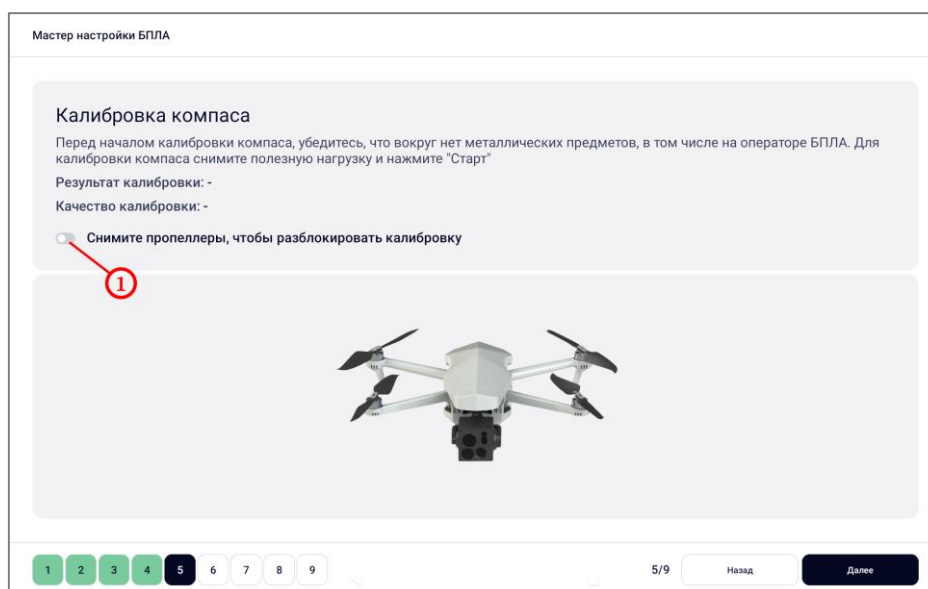 Мастер настройки БПЛА
Калибровка компаса
Перед началом калибровки компаса, убедитесь, что вокруг нет металлических предметов, в том числе на операторе БПЛА. Для
калибровки компаса снимите полезную нагрузку и нажмите "Старт"
Результат калибровки: -
Качество калибровки: -
Снимите пропеллеры, чтобы разблокировать калибровку
1
1 2 3 4 5 6 7 8 9 5/9 Назад Далее